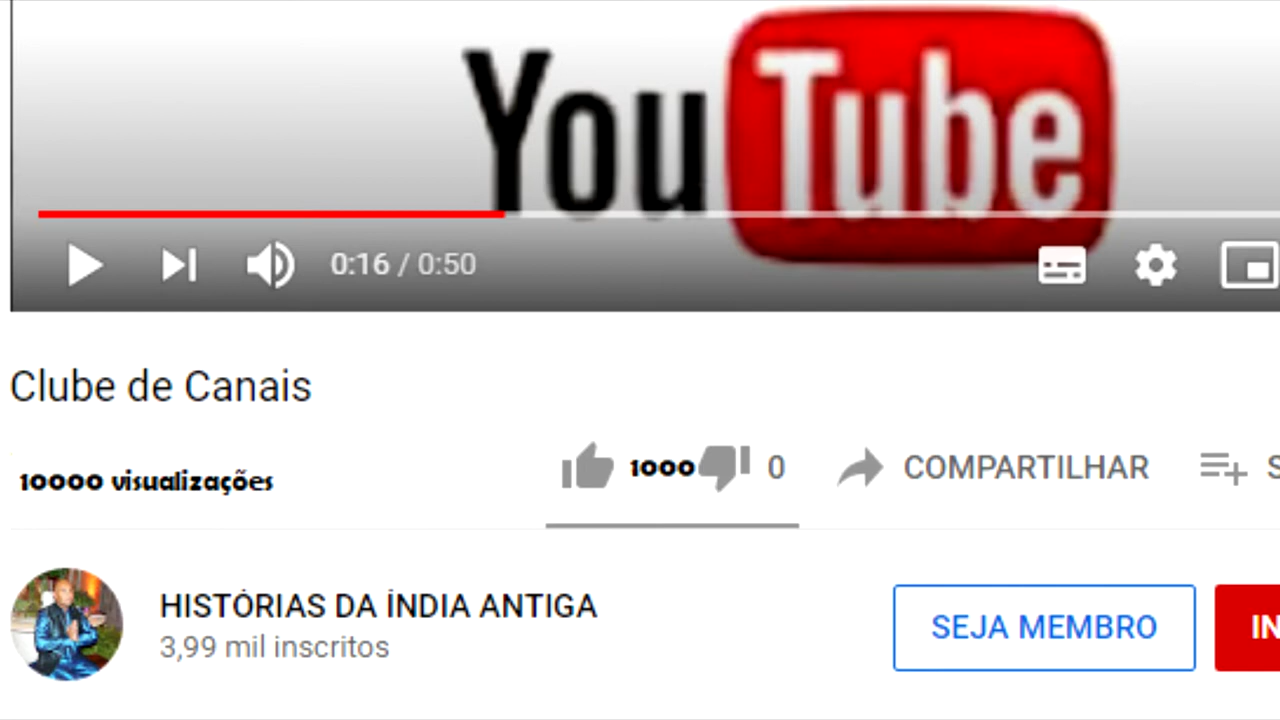 YouTube
0:16 / 0:50
Clube de Canais
10000 visualizações
1000 0 COMPARTILHAR S
HISTÓRIAS DA ÍNDIA ANTIGA
3,99 mil inscritos
SEJA MEMBRO IN